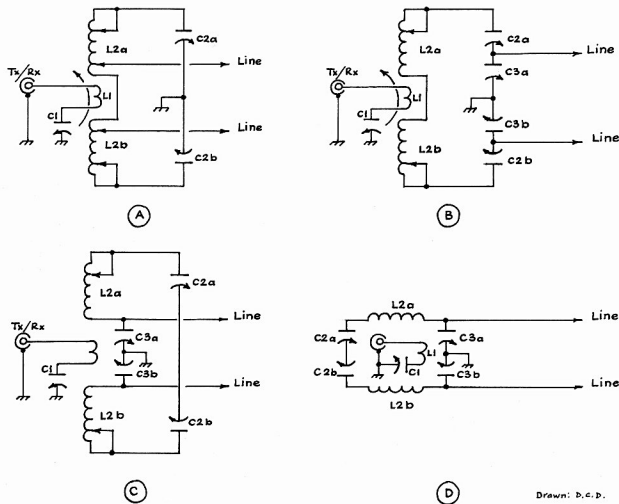 L2a
C2a
Line
Tx/Rx
L1
C1
Line
L2b
C2b
A
L2a
C2a
Line
C3a
Tx/Rx
L1
C1
C3b
Line
L2b
C2b
B
L2a
C2a
Tx/Rx
Line
C3a
C1
C3b
Line
L2b
C2b
C
L2a
Line
C2a
C3a
L1
C2b
C1
C3b
Line
L2b
D
Drawn: D.C.D.